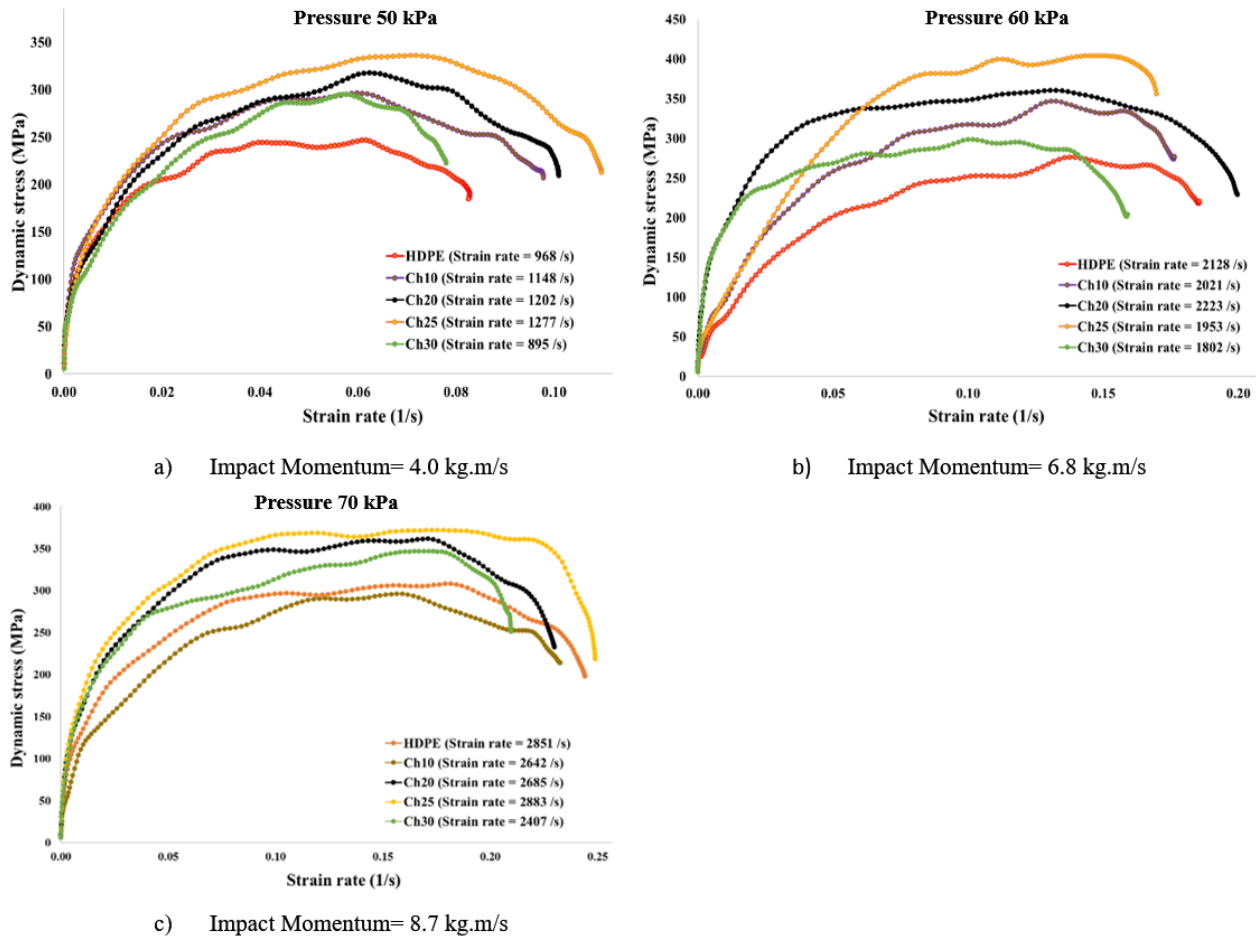 Pressure 50 kPa
350
300
250
200
150
100
50
0
Dynamic stress (MPa)
HDPE (Strain rate = 968 /s)
Ch10 (Strain rate = 1148 /s)
Ch20 (Strain rate = 1202 /s)
Ch25 (Strain rate = 1277 /s)
Ch30 (Strain rate = 895 /s)
0.00 0.02 0.04 0.06 0.08 0.10
Strain rate (1/s)
a) Impact Momentum= 4.0 kg.m/s
Pressure 60 kPa
450
400
350
300
250
200
150
100
50
0
Dynamic stress (MPa)
HDPE (Strain rate = 2128 /s)
Ch10 (Strain rate = 2021 /s)
Ch20 (Strain rate = 2223 /s)
Ch25 (Strain rate = 1953 /s)
Ch30 (Strain rate = 1802 /s)
0.00 0.05 0.10 0.15 0.20
Strain rate (1/s)
b) Impact Momentum= 6.8 kg.m/s
Pressure 70 kPa
400
350
300
250
200
150
100
50
0
Dynamic stress (MPa)
HDPE (Strain rate = 2851 /s)
Ch10 (Strain rate = 2642 /s)
Ch20 (Strain rate = 2685 /s)
Ch25 (Strain rate = 2883 /s)
Ch30 (Strain rate = 2407 /s)
0.00 0.05 0.10 0.15 0.20 0.25
Strain rate (1/s)
c) Impact Momentum= 8.7 kg.m/s